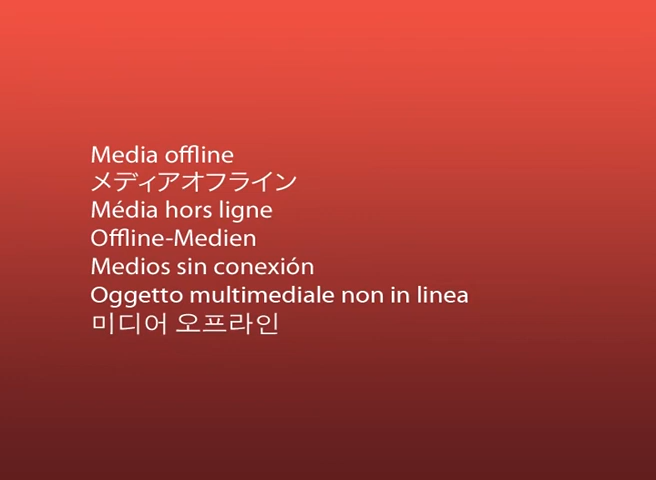 Media offline
メディアオフライン
Média hors ligne
Offline-Medien
Medios sin conexión
Oggetto multimediale non in linea
미디어 오프라인